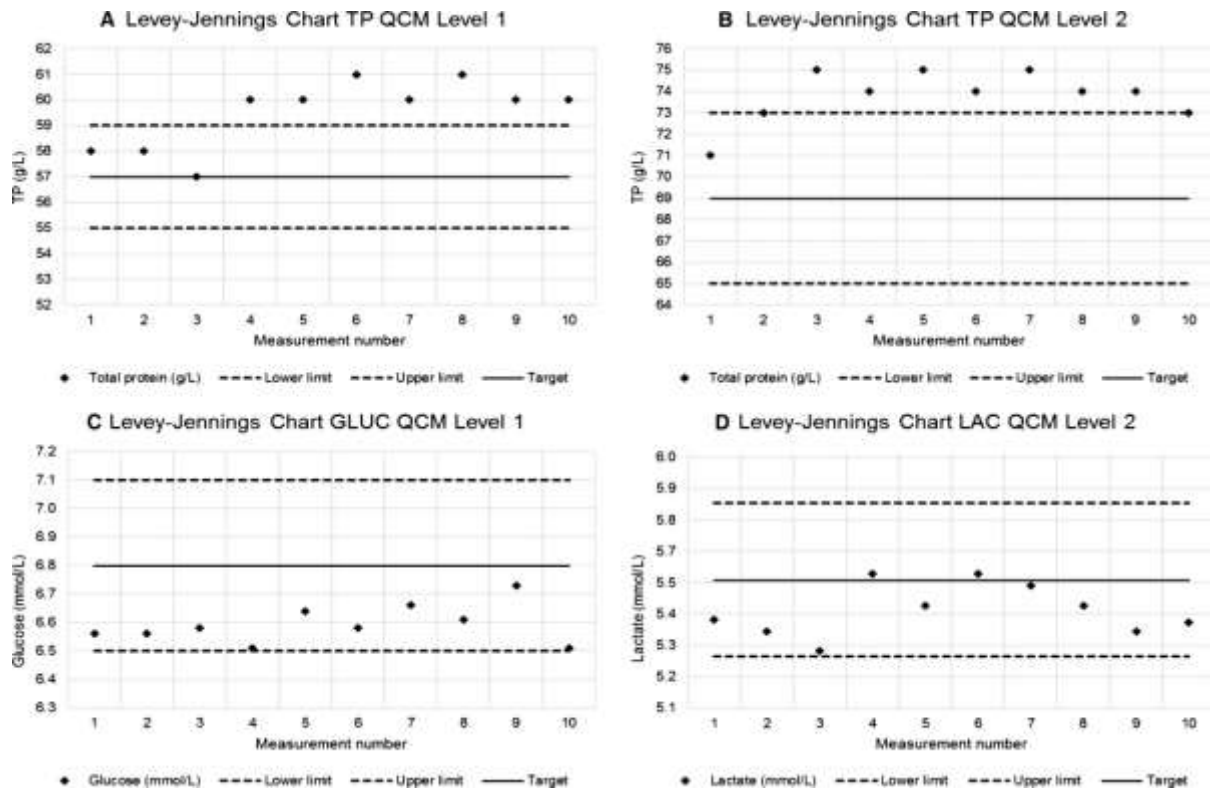 A Levey-Jennings Chart TP QCM Level 1
62
61
60
59
58
57
56
55
54
53
52
TP (g/L)
1 2 3 4 5 6 7 8 9 10
Measurement number
Total protein (g/L) Lower limit Upper limit Target
B Levey-Jennings Chart TP QCM Level 2
76
75
74
73
72
71
70
69
68
67
66
65
64
TP (g/L)
1 2 3 4 5 6 7 8 9 10
Measurement number
Total protein (g/L) Lower limit Upper limit Target
C Levey-Jennings Chart GLUC QCM Level 1
7.2
7.1
7.0
6.9
6.8
6.7
6.6
6.5
6.4
6.3
Glucose (mmol/L)
1 2 3 4 5 6 7 8 9 10
Measurement number
Glucose (mmol/L) Lower limit Upper limit Target
D Levey-Jennings Chart LAC QCM Level 2
6.0
5.9
5.8
5.7
5.6
5.5
5.4
5.3
5.2
5.1
Lactate (mmol/L)
1 2 3 4 5 6 7 8 9 10
Measurement number
Lactate (mmol/L) Lower limit Upper limit Target